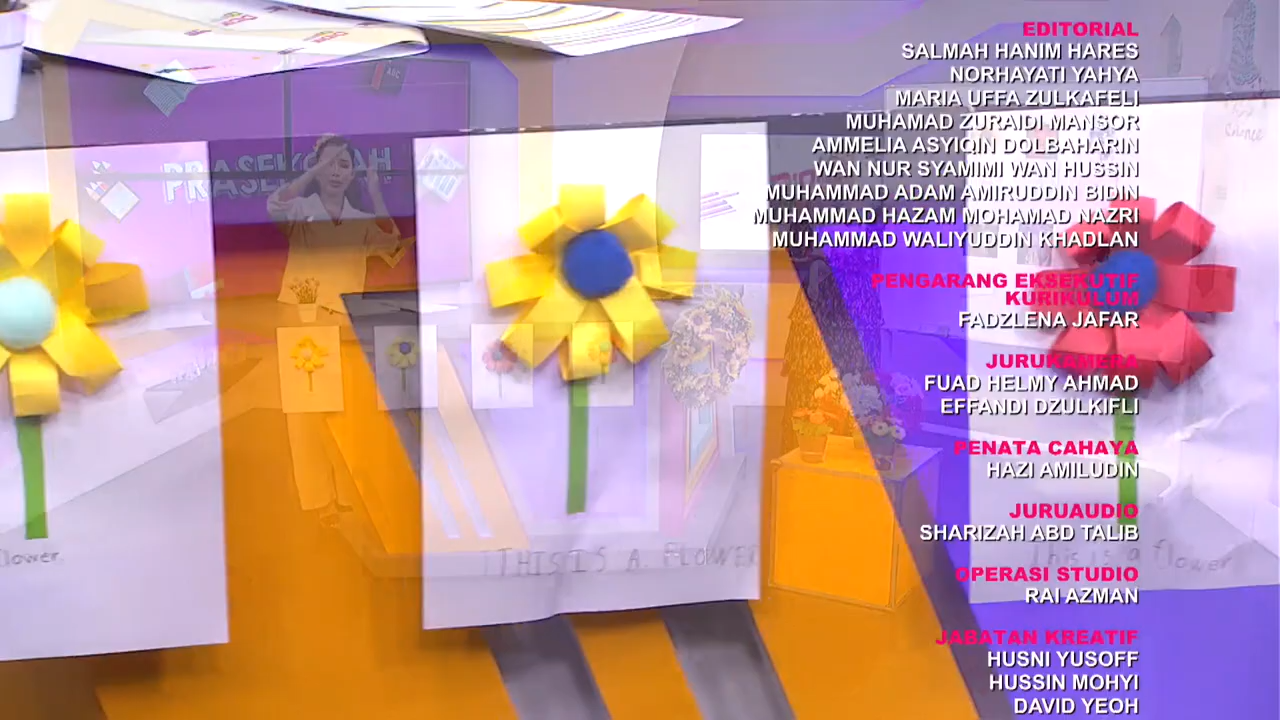 EDITORIAL
SALMAH HANIM HARES
NORHAYATI YAHYA
MARIA UFFA ZULKAFELI
MUHAMAD ZURAIDI MANSOR
AMMELIA ASYIQIN DOLBAHARIN
WAN NUR SYAMIMI WAN HUSSIN
MUHAMMAD ADAM AMIRUDDIN BIDIN
MUHAMMAD HAZAM MOHAMAD NAZRI
MUHAMMAD WALIYUDDIN KHADLAN
PENGARANG EKSEKUTIF
KURIKULUM
FADZLENA JAFAR
JURUKAMERA
FUAD HELMY AHMAD
EFFANDI DZULKIFLI
PENATA CAHAYA
HAZI AMILUDIN
JURUAUDIO
SHARIZAH ABD TALIB
OPERASI STUDIO
RAI AZMAN
JABATAN KREATIF
HUSNI YUSOFF
HUSSIN MOHYI
DAVID YEOH
PRASEKOLAH
ABC
flower.
THIS IS A FLOWER
This is a flower